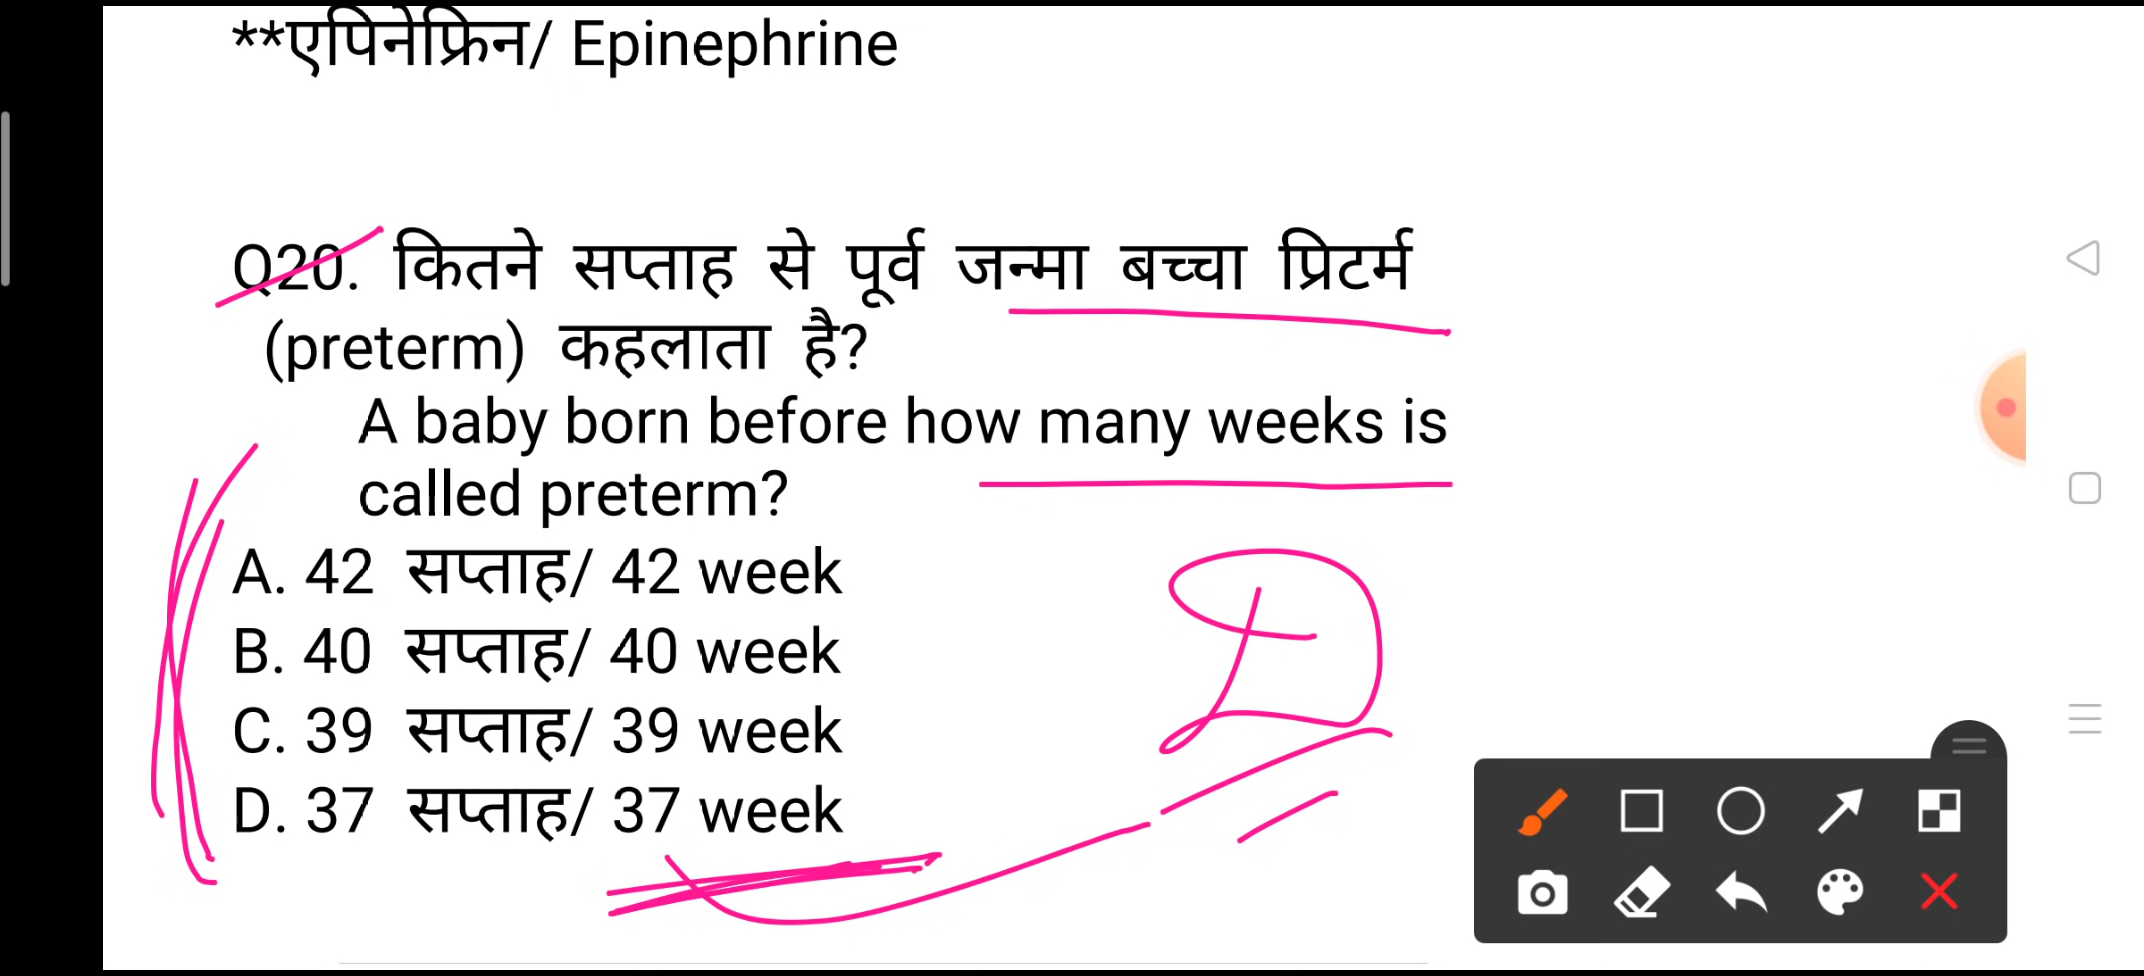 **एपिनेफ्रिन/ Epinephrine
Q20. कितने सप्ताह से पूर्व जन्मा बच्चा प्रिटर्म
(preterm) कहलाता है?
A baby born before how many weeks is
called preterm?
A. 42 सप्ताह/ 42 week
B. 40 सप्ताह/ 40 week
C. 39 सप्ताह/ 39 week
D
D. 37 सप्ताह/ 37 week